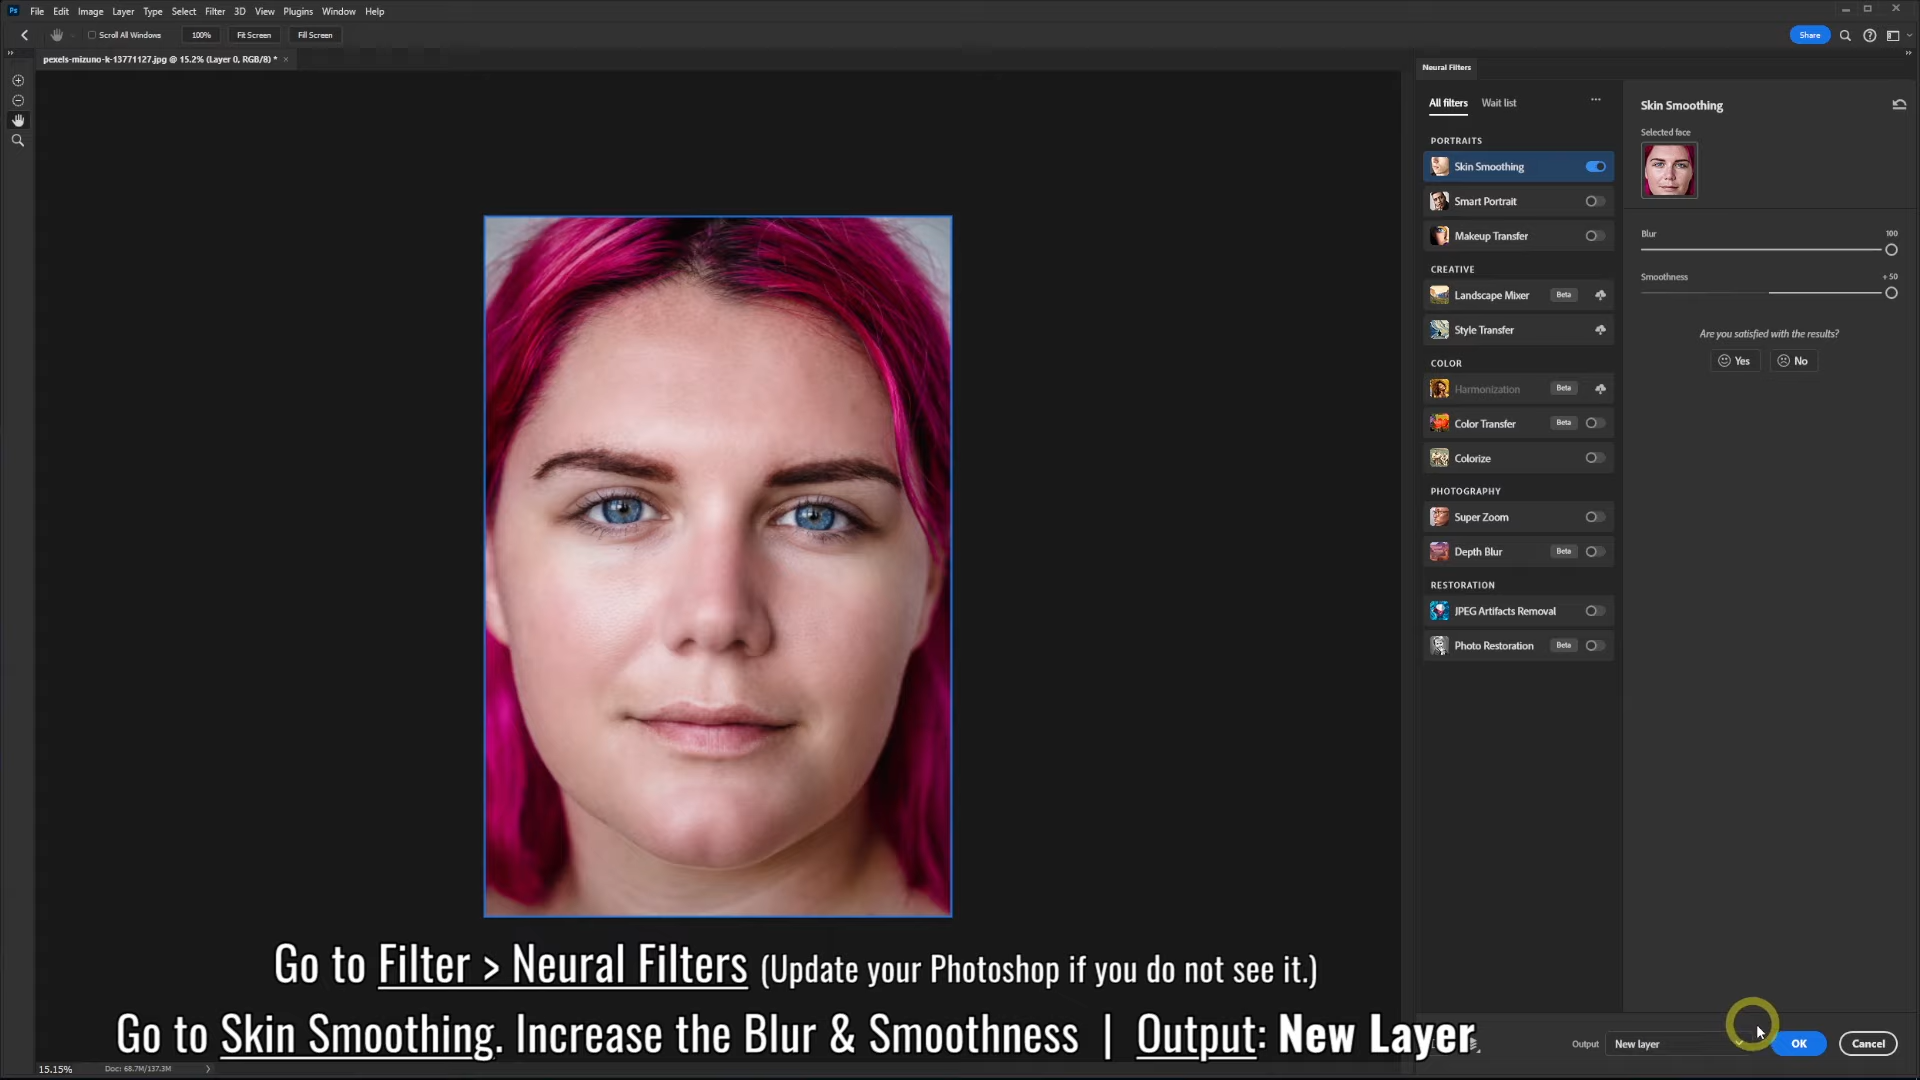 Ps File Edit Image Layer Type Select Filter 3D View Plugins Window Help
Scroll All Windows 100% Fit Screen Fill Screen Share
pexels-mizuno-k-13771127.jpg @ 15.2% (Layer 0, RGB/8) * ×
Neural Filters
All filters Wait list ...
Skin Smoothing
Selected face
PORTRAITS
Skin Smoothing
Smart Portrait
Makeup Transfer
Blur 100
Smoothness +50
Are you satisfied with the results?
Yes No
CREATIVE
Landscape Mixer Beta
Style Transfer
COLOR
Harmonization Beta
Color Transfer Beta
Colorize
PHOTOGRAPHY
Super Zoom
Depth Blur Beta
RESTORATION
JPEG Artifacts Removal
Photo Restoration Beta
Go to Filter > Neural Filters (Update your Photoshop if you do not see it.)
Go to Skin Smoothing. Increase the Blur & Smoothness | Output: New Layer
Output New layer OK Cancel
15.15% Doc: 68.7M/137.3M